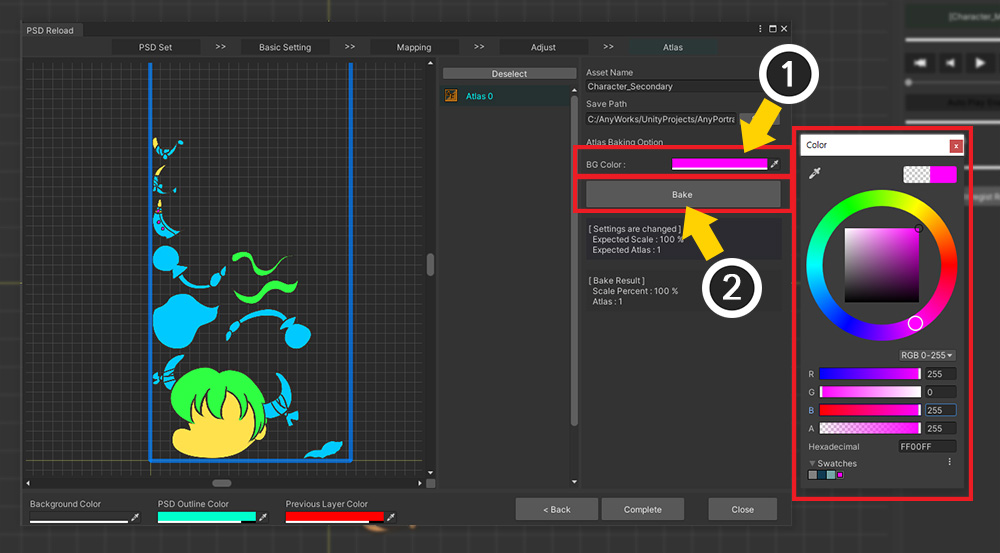 PSD Reload
PSD Set >> Basic Setting >> Mapping >> Adjust >> Atlas
Deselect
Atlas 0
Asset Name
Character_Secondary
Save Path
C:/AnyWorks/UnityProjects/AnyPortra
Atlas Baking Option
BG Color :
Bake
[ Settings are changed ]
Expected Scale : 100 %
Expected Atlas : 1
[ Bake Result ]
Scale Percent : 100 %
Atlas : 1
1
2
Color
x
RGB 0-255
R 255
G 0
B 255
A 255
Hexadecimal FF00FF
Swatches
Background Color
PSD Outline Color
Previous Layer Color
< Back
Complete
Close